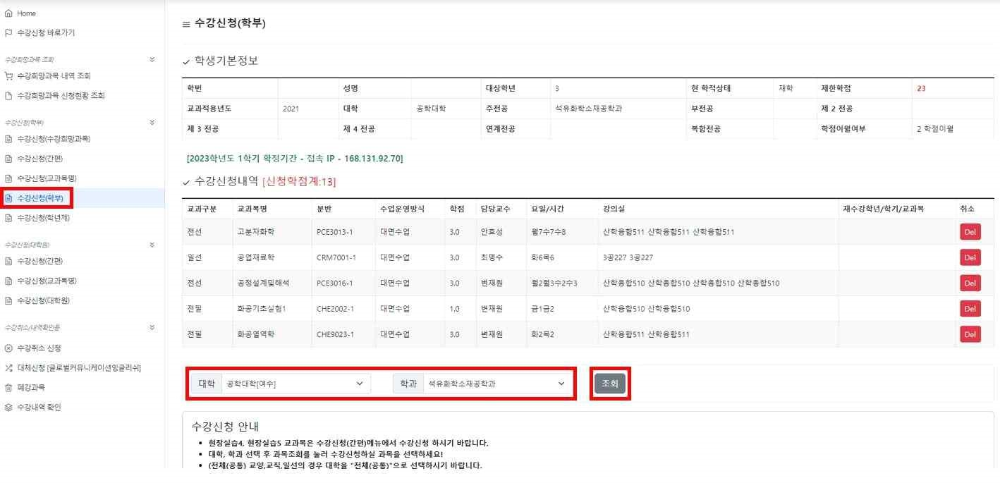 Home
수강신청 바로가기
수강희망과목 조회
수강희망과목 내역 조회
수강희망과목 신청현황 조회
수강신청(학부)
수강신청(수강희망과목)
수강신청(간편)
수강신청(교과목명)
수강신청(학부)
수강신청(학년제)
수강신청(대학원)
수강신청(간편)
수강신청(교과목명)
수강신청(대학원)
수강취소/내역확인등
수강취소 신청
대체신청 [글로벌커뮤니케이션잉글리쉬]
폐강과목
수강내역 확인
수강신청(학부)
학생기본정보
학번 성명 대상학년 3 현 학적상태 재학 제한학점 23
교과적용년도 2021 대학 공학대학 주전공 석유화학소재공학과 부전공 제 2 전공
제 3 전공 제 4 전공 연계전공 복합전공 학점이월여부 2 학점이월
[2023학년도 1학기 확정기간 - 접속 IP - 168.131.92.70]
수강신청내역 [신청학점계:13]
교과구분 교과목명 분반 수업운영방식 학점 담당교수 요일/시간 강의실 재수강학년/학기/교과목 취소
전선 고분자화학 PCE3013-1 대면수업 3.0 안효성 월7수7수8 산학융합511 산학융합511 산학융합511 Del
일선 공업재료학 CRM7001-1 대면수업 3.0 최명수 화6목6 3공227 3공227 Del
전선 공정설계및해석 PCE3016-1 대면수업 3.0 변재원 월2월3수2수3 산학융합510 산학융합510 산학융합510 산학융합510 Del
전필 화공기초실험1 CHE2002-1 대면수업 1.0 변재원 금1금2 산학융합510 산학융합510 Del
전필 화공열역학 CHE9023-1 대면수업 3.0 변재원 화2목2 산학융합511 산학융합511 Del
대학 공학대학[여수] 학과 석유화학소재공학과 조회
수강신청 안내
현장실습4, 현장실습5 교과목은 수강신청(간편)메뉴에서 수강신청 하시기 바랍니다.
대학, 학과 선택 후 과목조회를 눌러 수강신청하실 과목을 선택하세요!
(전체(공통) 교양,교직,일선의 경우 대학을 "전체(공통)"으로 선택하시기 바랍니다.